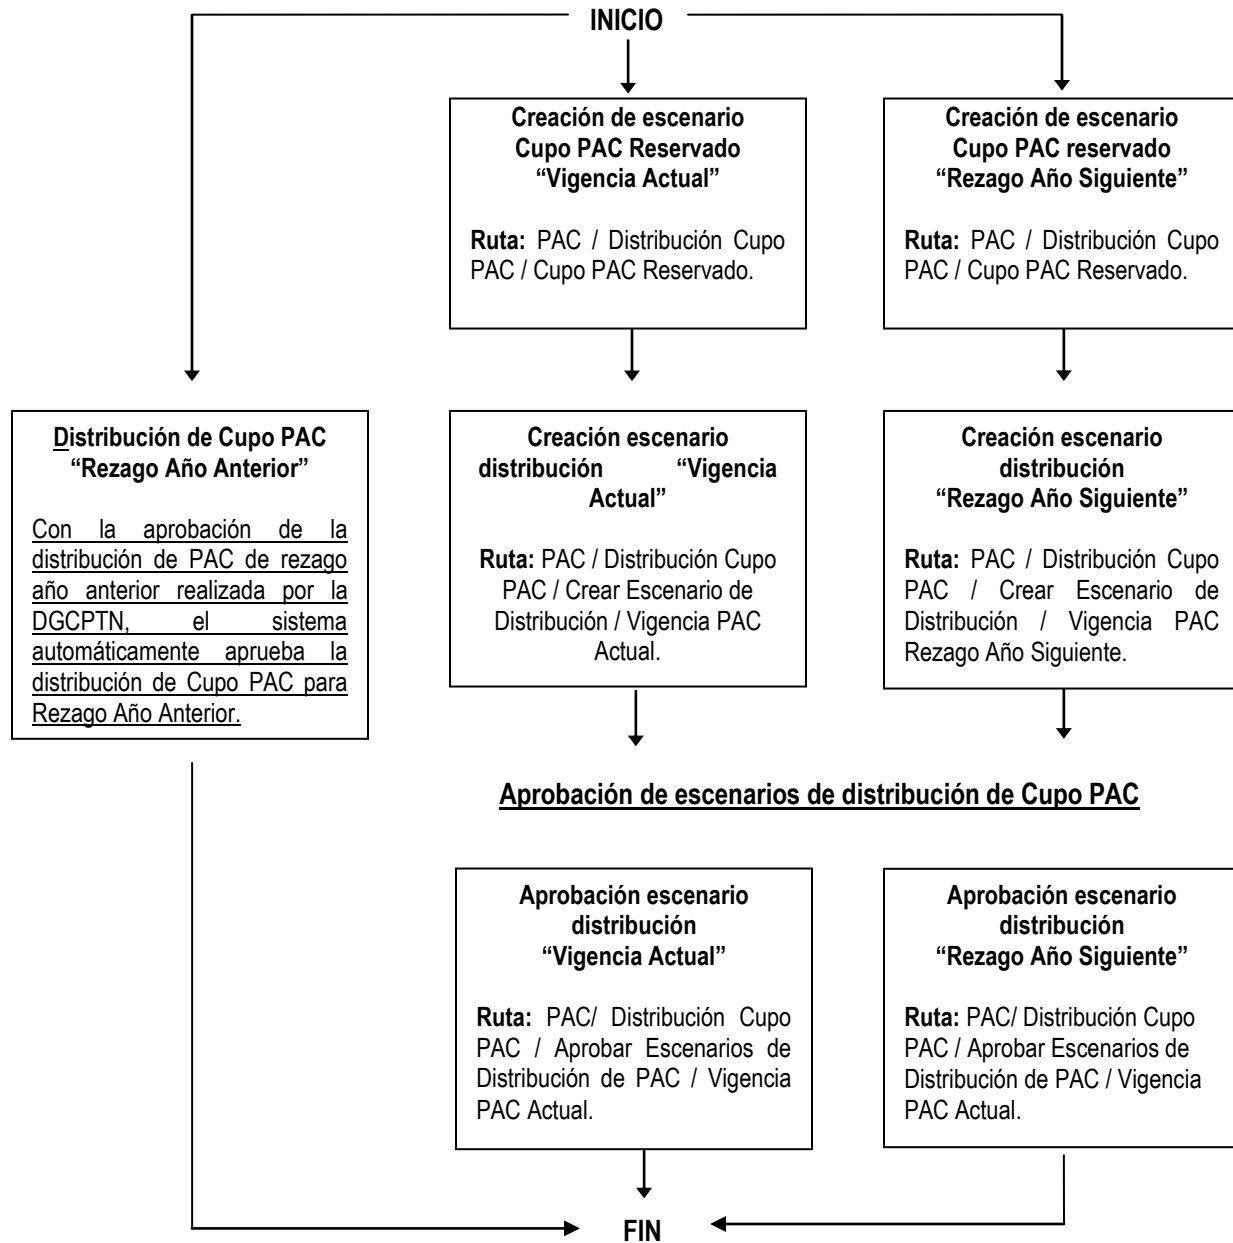 INICIO
Creación de escenario
Cupo PAC Reservado
“Vigencia Actual”
Ruta: PAC / Distribución Cupo
PAC / Cupo PAC Reservado.
Creación de escenario
Cupo PAC reservado
“Rezago Año Siguiente”
Ruta: PAC / Distribución Cupo
PAC / Cupo PAC Reservado.
Distribución de Cupo PAC
“Rezago Año Anterior”
Con la aprobación de la
distribución de PAC de rezago
año anterior realizada por la
DGCPTN, el sistema
automáticamente aprueba la
distribución de Cupo PAC para
Rezago Año Anterior.
Creación escenario
distribución “Vigencia
Actual”
Ruta: PAC / Distribución Cupo
PAC / Crear Escenario de
Distribución / Vigencia PAC
Actual.
Creación escenario
distribución
“Rezago Año Siguiente”
Ruta: PAC / Distribución Cupo
PAC / Crear Escenario de
Distribución / Vigencia PAC
Rezago Año Siguiente.
Aprobación de escenarios de distribución de Cupo PAC
Aprobación escenario
distribución
“Vigencia Actual”
Ruta: PAC/ Distribución Cupo
PAC / Aprobar Escenarios de
Distribución de PAC / Vigencia
PAC Actual.
Aprobación escenario
distribución
“Rezago Año Siguiente”
Ruta: PAC/ Distribución Cupo
PAC / Aprobar Escenarios de
Distribución de PAC / Vigencia
PAC Actual.
FIN